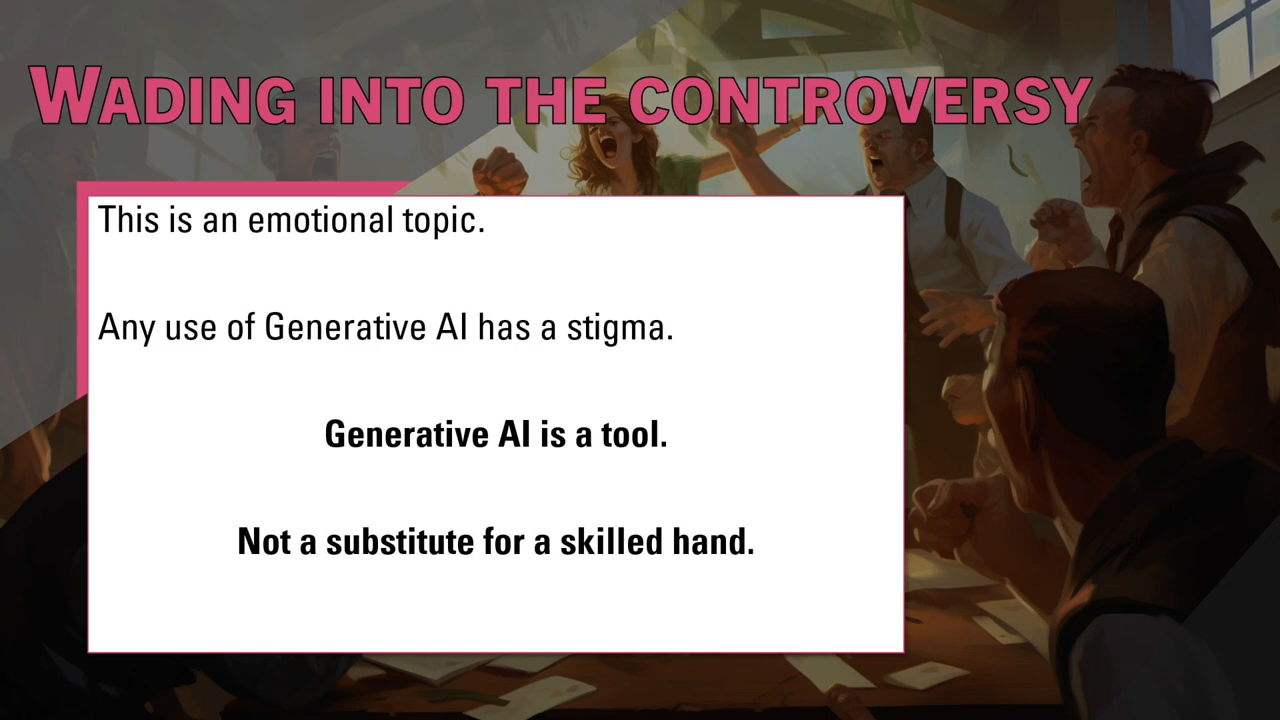 WADING INTO THE CONTROVERSY
This is an emotional topic.
Any use of Generative AI has a stigma.
Generative AI is a tool.
Not a substitute for a skilled hand.